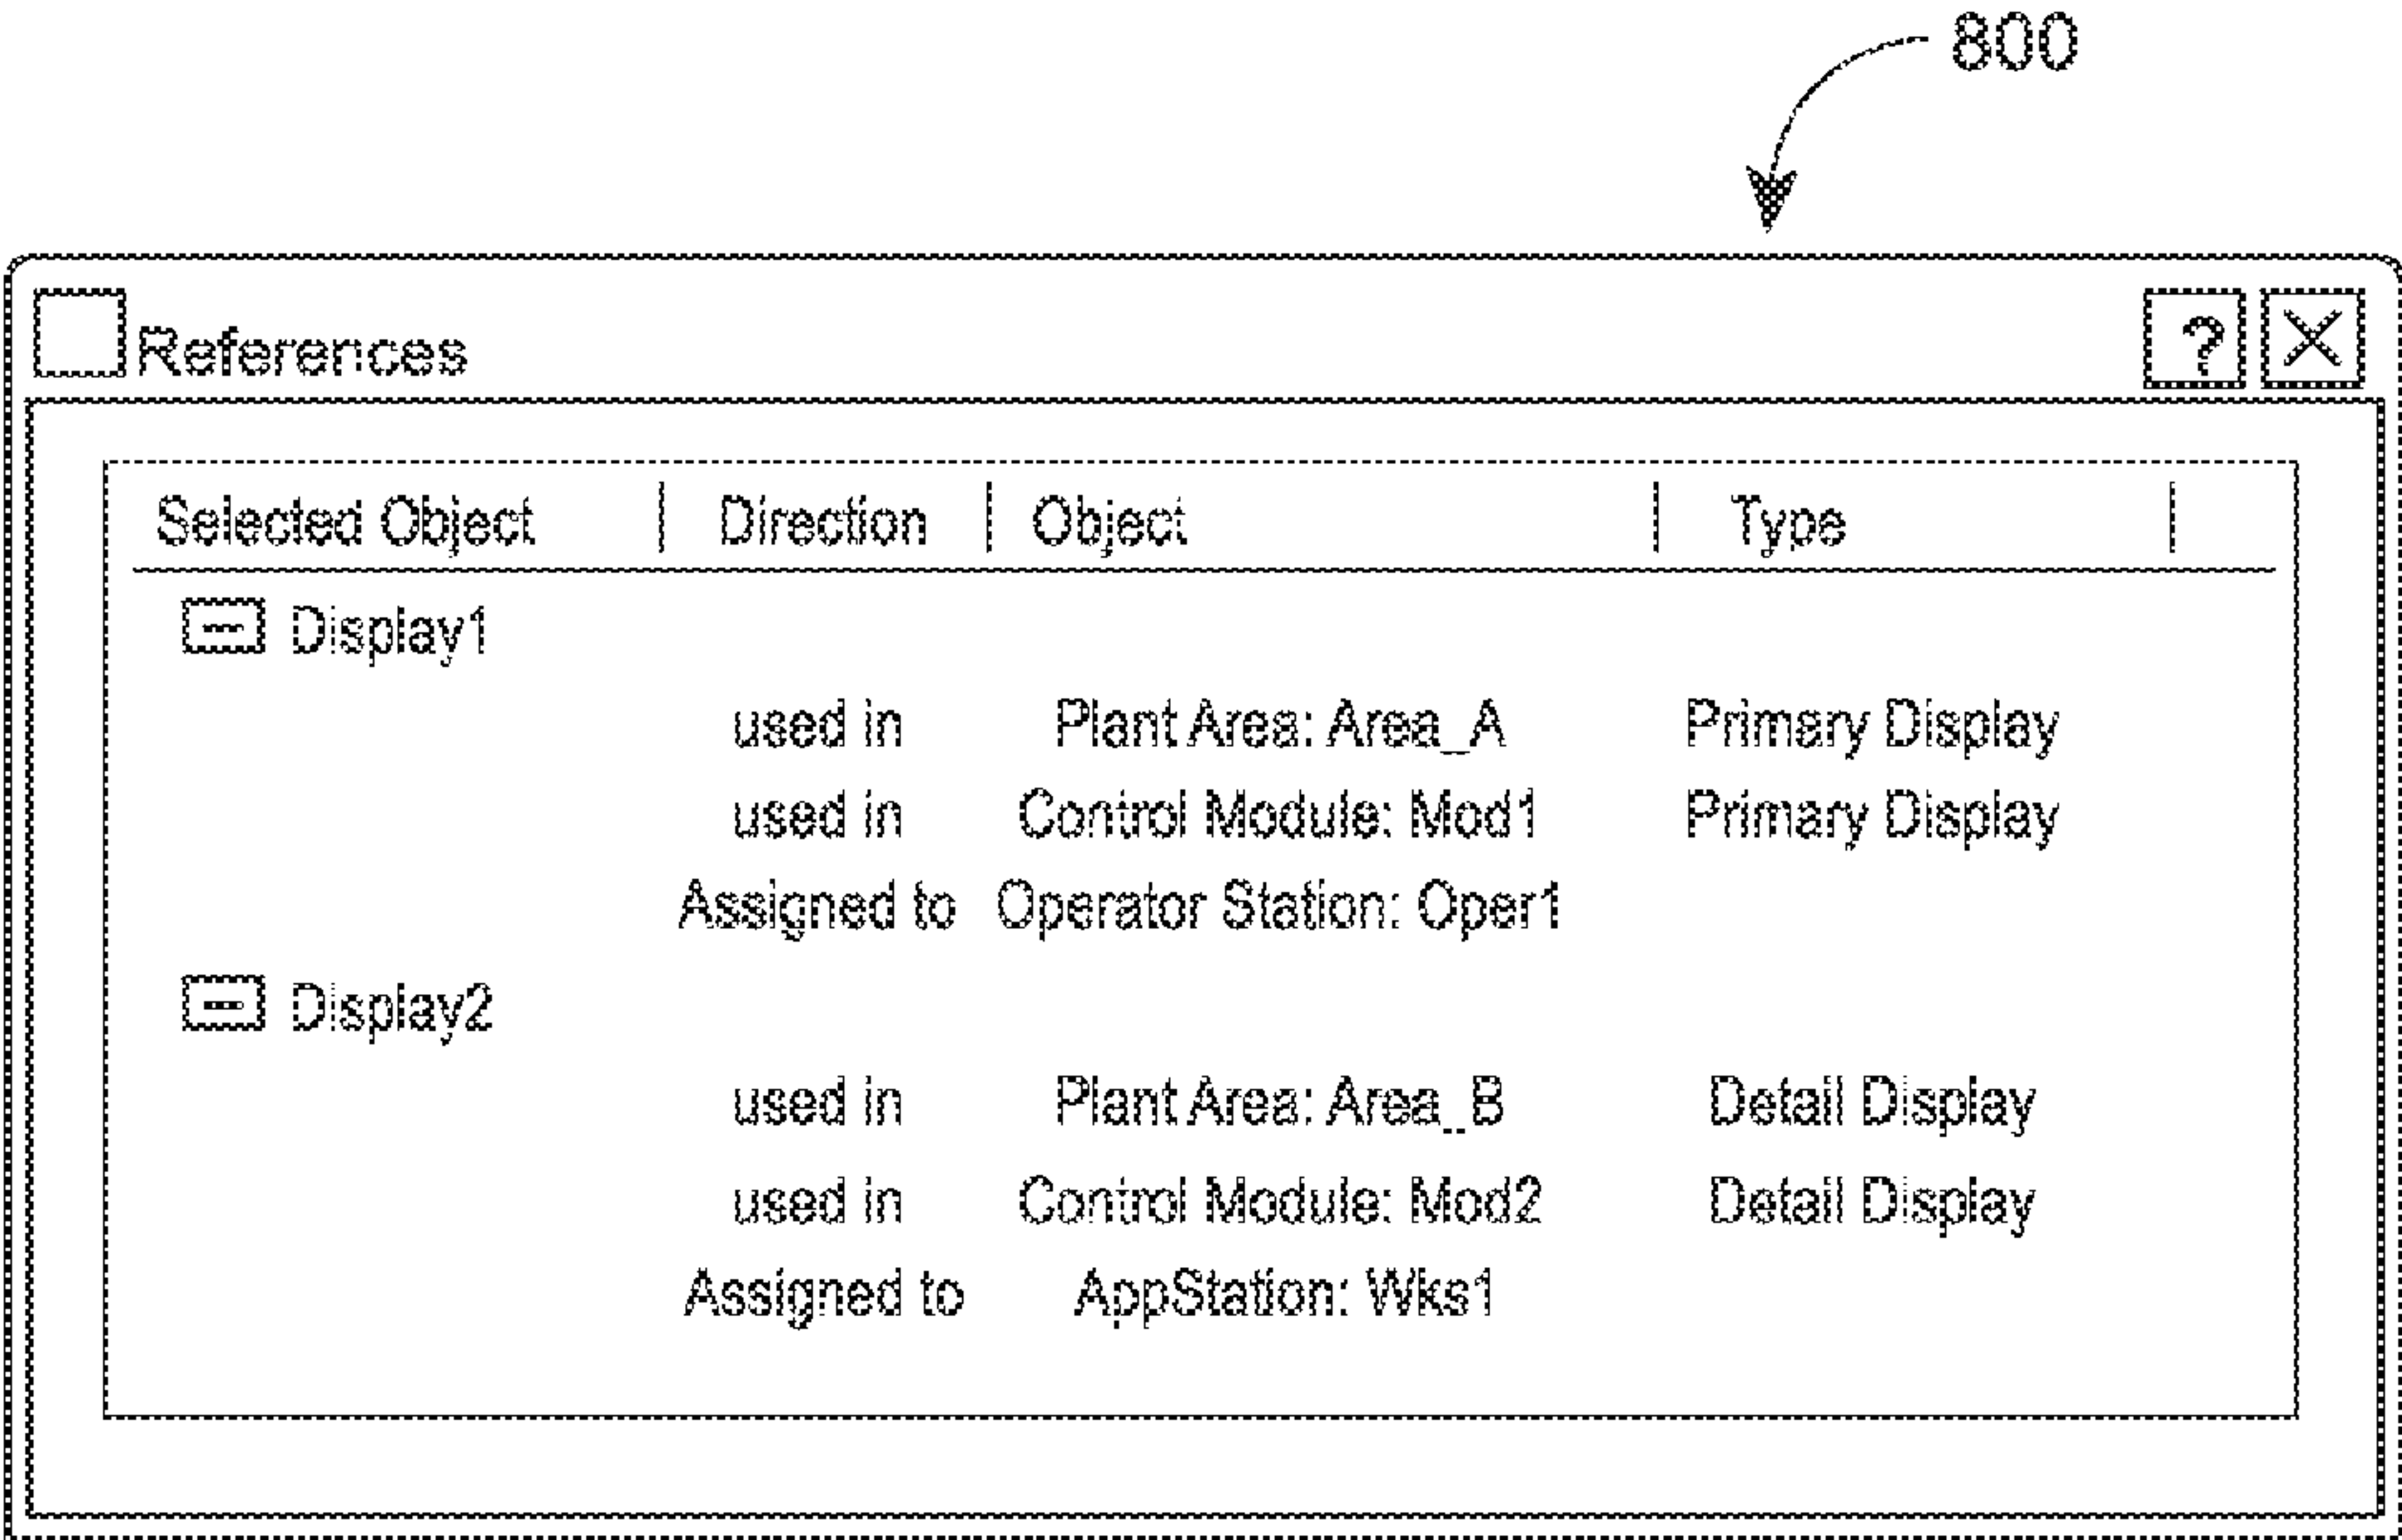 800
References ?
Selected Object Direction Object Type
Display1
used in Plant Area: Area_A Primary Display
used in Control Module: Mod1 Primary Display
Assigned to Operator Station: Oper1
Display2
used in Plant Area: Area_B Detail Display
used in Control Module: Mod2 Detail Display
Assigned to AppStation: Wks1